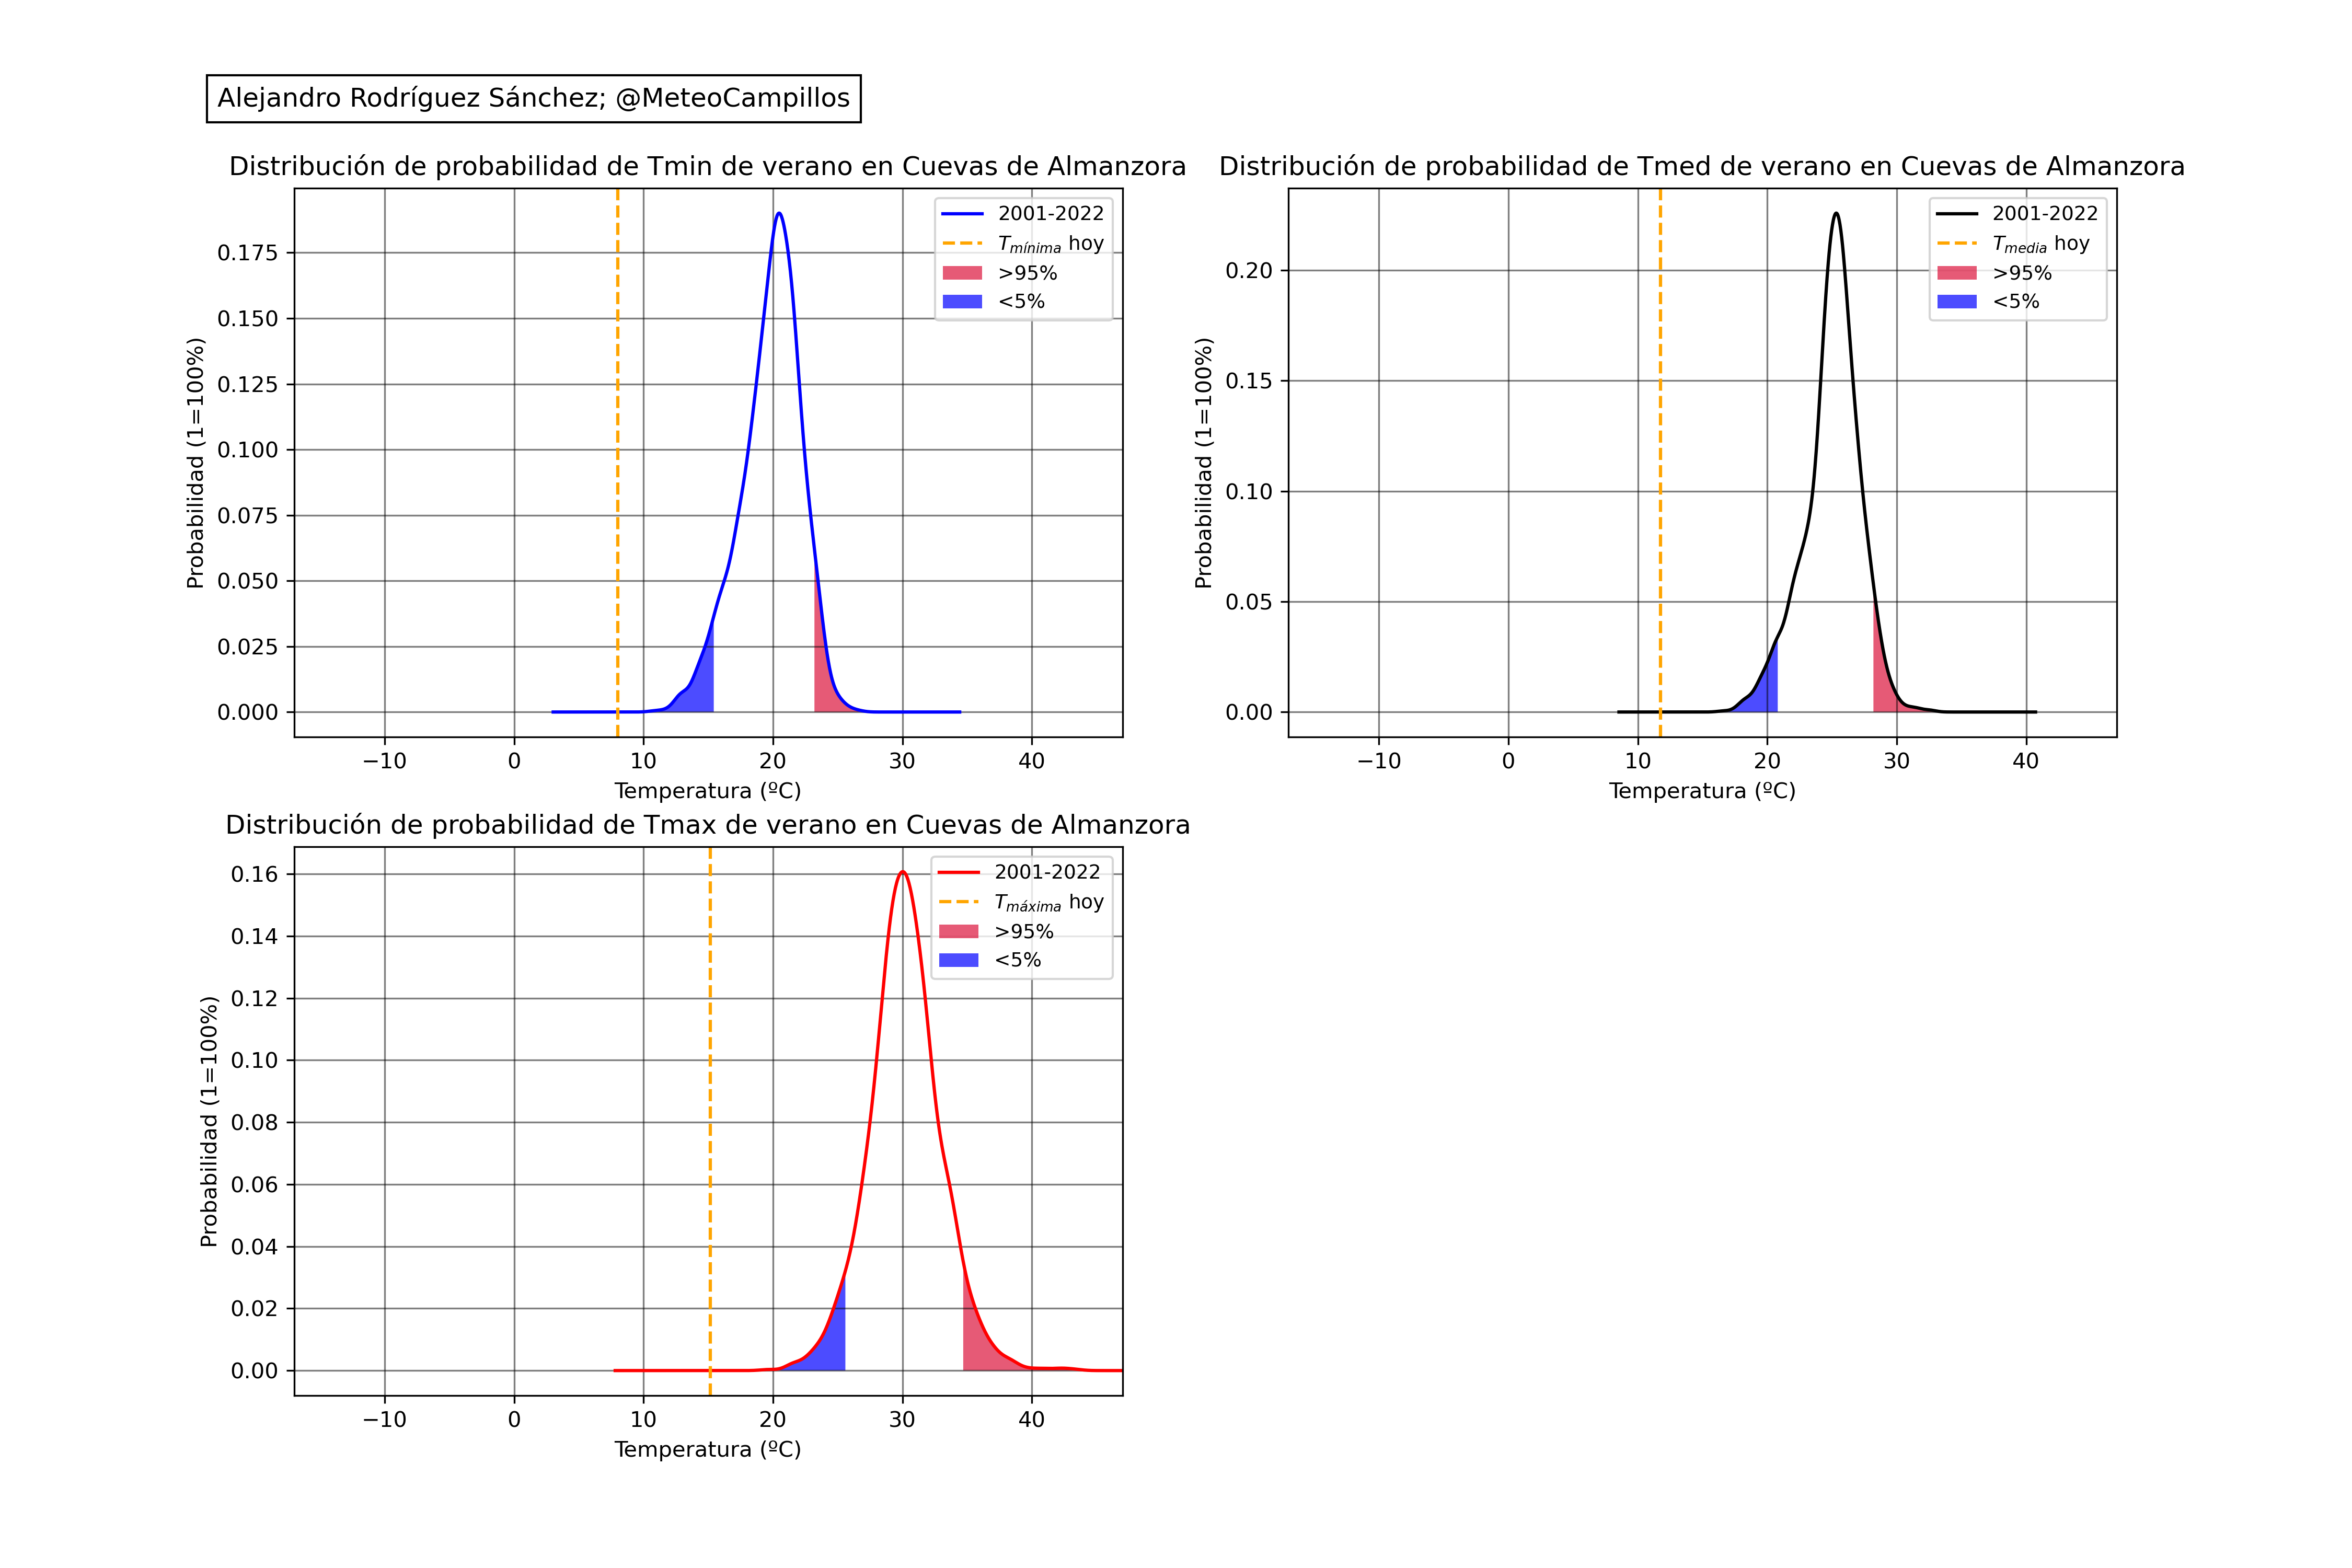 Alejandro Rodríguez Sánchez; @MeteoCampillos
Distribución de probabilidad de Tmin de verano en Cuevas de Almanzora
Probabilidad (1=100%)
0.175
0.150
0.125
0.100
0.075
0.050
0.025
0.000
−10 0 10 20 30 40
Temperatura (ºC)
2001-2022
Tmínima hoy
>95%
<5%
Distribución de probabilidad de Tmed de verano en Cuevas de Almanzora
Probabilidad (1=100%)
0.20
0.15
0.10
0.05
0.00
−10 0 10 20 30 40
Temperatura (ºC)
2001-2022
Tmedia hoy
>95%
<5%
Distribución de probabilidad de Tmax de verano en Cuevas de Almanzora
Probabilidad (1=100%)
0.16
0.14
0.12
0.10
0.08
0.06
0.04
0.02
0.00
−10 0 10 20 30 40
Temperatura (ºC)
2001-2022
Tmáxima hoy
>95%
<5%